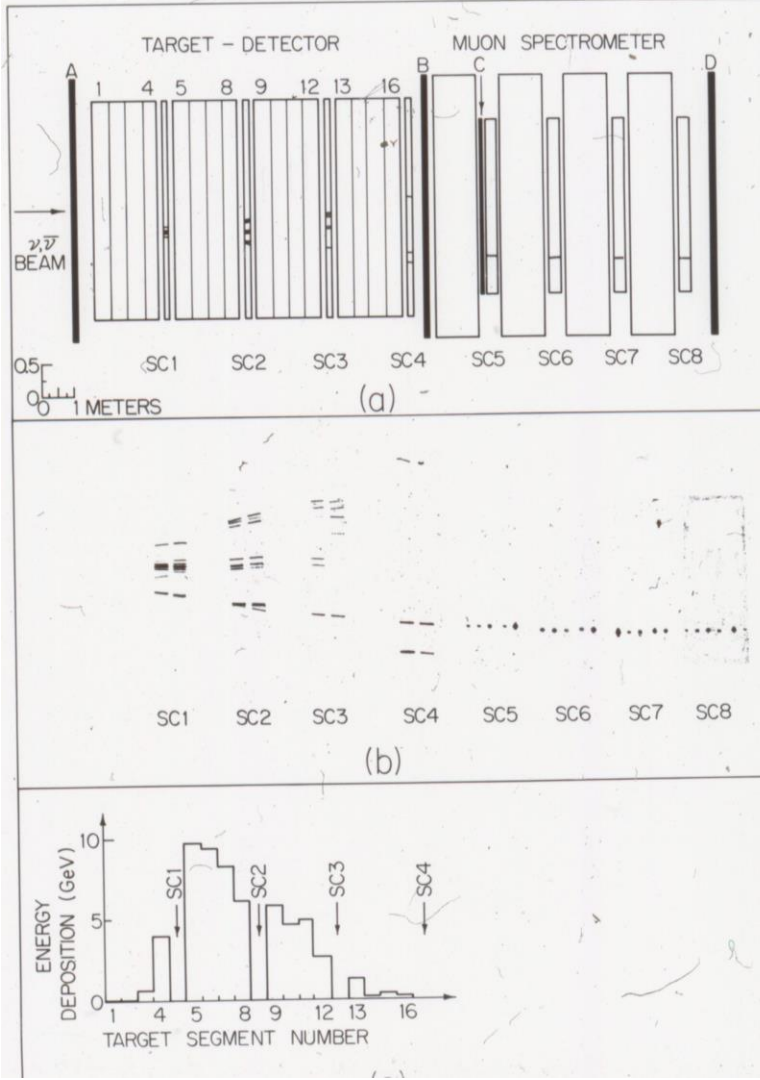 TARGET - DETECTOR
MUON SPECTROMETER
A
B
C
D
1 4 5 8 9 12 13 16
ν, ν̅
BEAM
SC1 SC2 SC3 SC4 SC5 SC6 SC7 SC8
0.5
0
0 1 METERS
(a)
SC1 SC2 SC3 SC4 SC5 SC6 SC7 SC8
(b)
ENERGY
DEPOSITION (GeV)
10
5
0
SC1
SC2
SC3
SC4
1 4 5 8 9 12 13 16
TARGET SEGMENT NUMBER